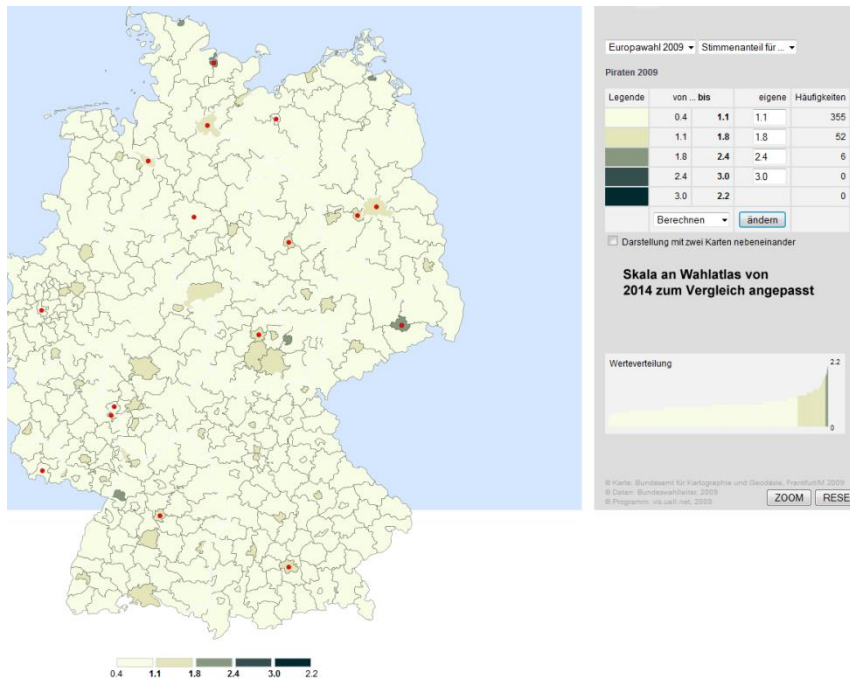 Europawahl 2009 Stimmenanteil für ...
Piraten 2009
Legende von ... bis eigene Häufigkeiten
0.4 1.1 1.1 355
1.1 1.8 1.8 52
1.8 2.4 2.4 6
2.4 3.0 3.0 0
3.0 2.2 0
Berechnen ändern
Darstellung mit zwei Karten nebeneinander
Skala an Wahlatlas von
2014 zum Vergleich angepasst
Werteverteilung 2.2
0
© Karte: Bundesamt für Kartographie und Geodäsie, Frankfurt/M 2009
© Daten: Bundeswahlleiter, 2009
© Programm: vis.uell.net, 2009
ZOOM RESE
0.4 1.1 1.8 2.4 3.0 2.2